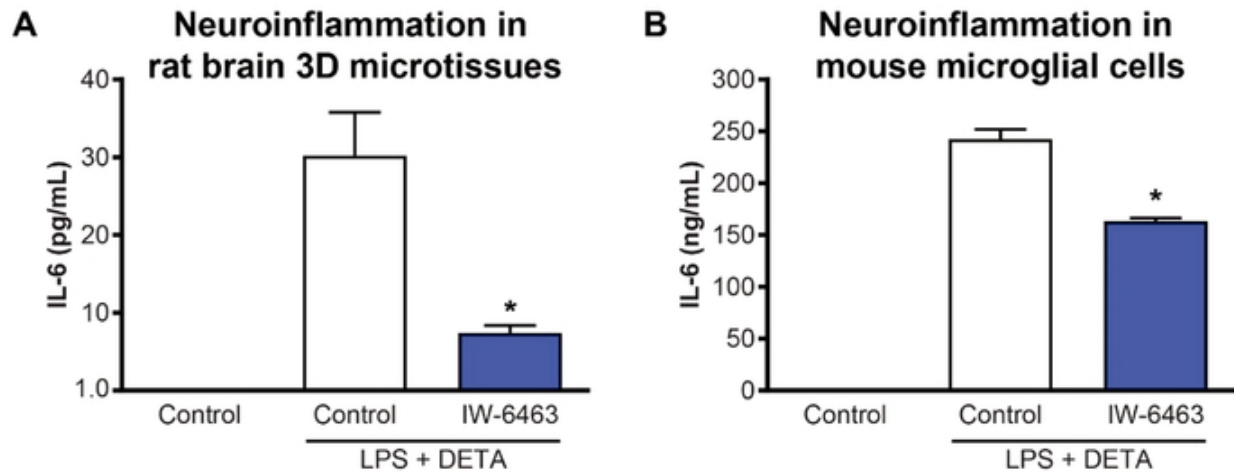 A
Neuroinflammation in
rat brain 3D microtissues
IL-6 (pg/mL)
40
30
20
10
1.0
Control
Control
IW-6463
*
LPS + DETA
B
Neuroinflammation in
mouse microglial cells
IL-6 (ng/mL)
300
250
200
150
100
50
0
Control
Control
IW-6463
*
LPS + DETA